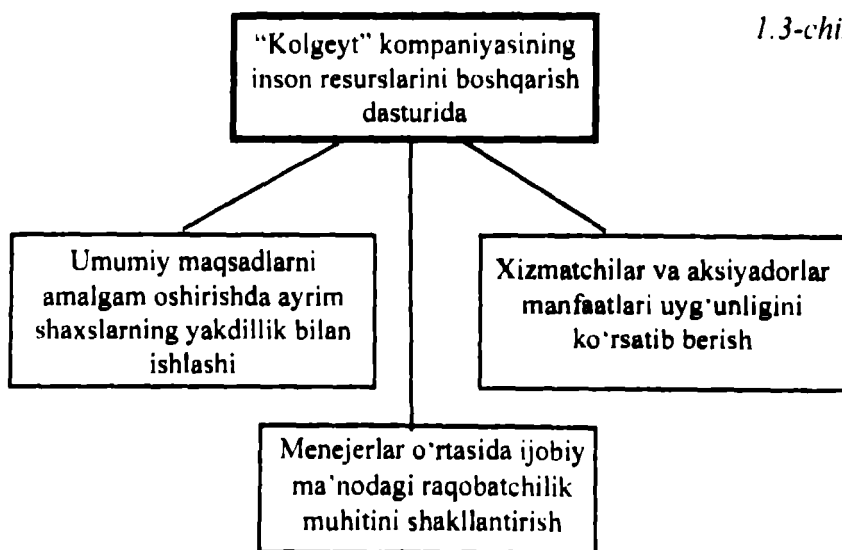 1.3-chi
“Kolgeyt” kompaniyasining
inson resurslarini boshqarish
dasturida
Umumiy maqsadlarni
amalgam oshirishda ayrim
shaxslarning yakdillik bilan
ishlashi
Xizmatchilar va aksiyadorlar
manfaatlari uyg‘unligini
ko‘rsatib berish
Menejerlar o‘rtasida ijobiy
ma’nodagi raqobatchilik
muhitini shakllantirish